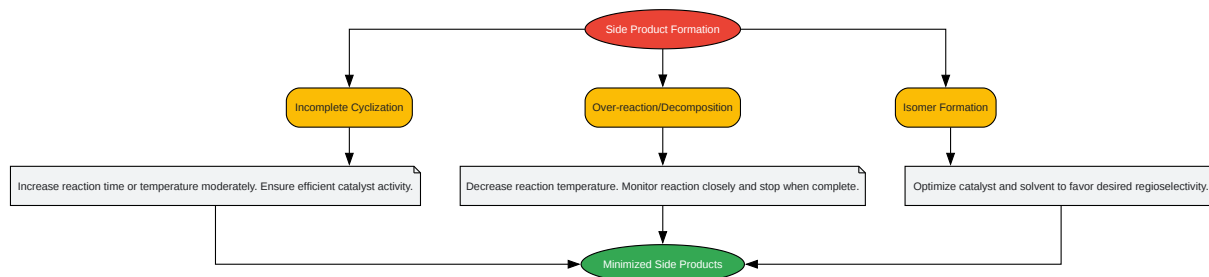 Side Product Formation
Incomplete Cyclization
Over-reaction/Decomposition
Isomer Formation
Increase reaction time or temperature moderately. Ensure efficient catalyst activity.
Decrease reaction temperature. Monitor reaction closely and stop when complete.
Optimize catalyst and solvent to favor desired regioselectivity.
Minimized Side Products